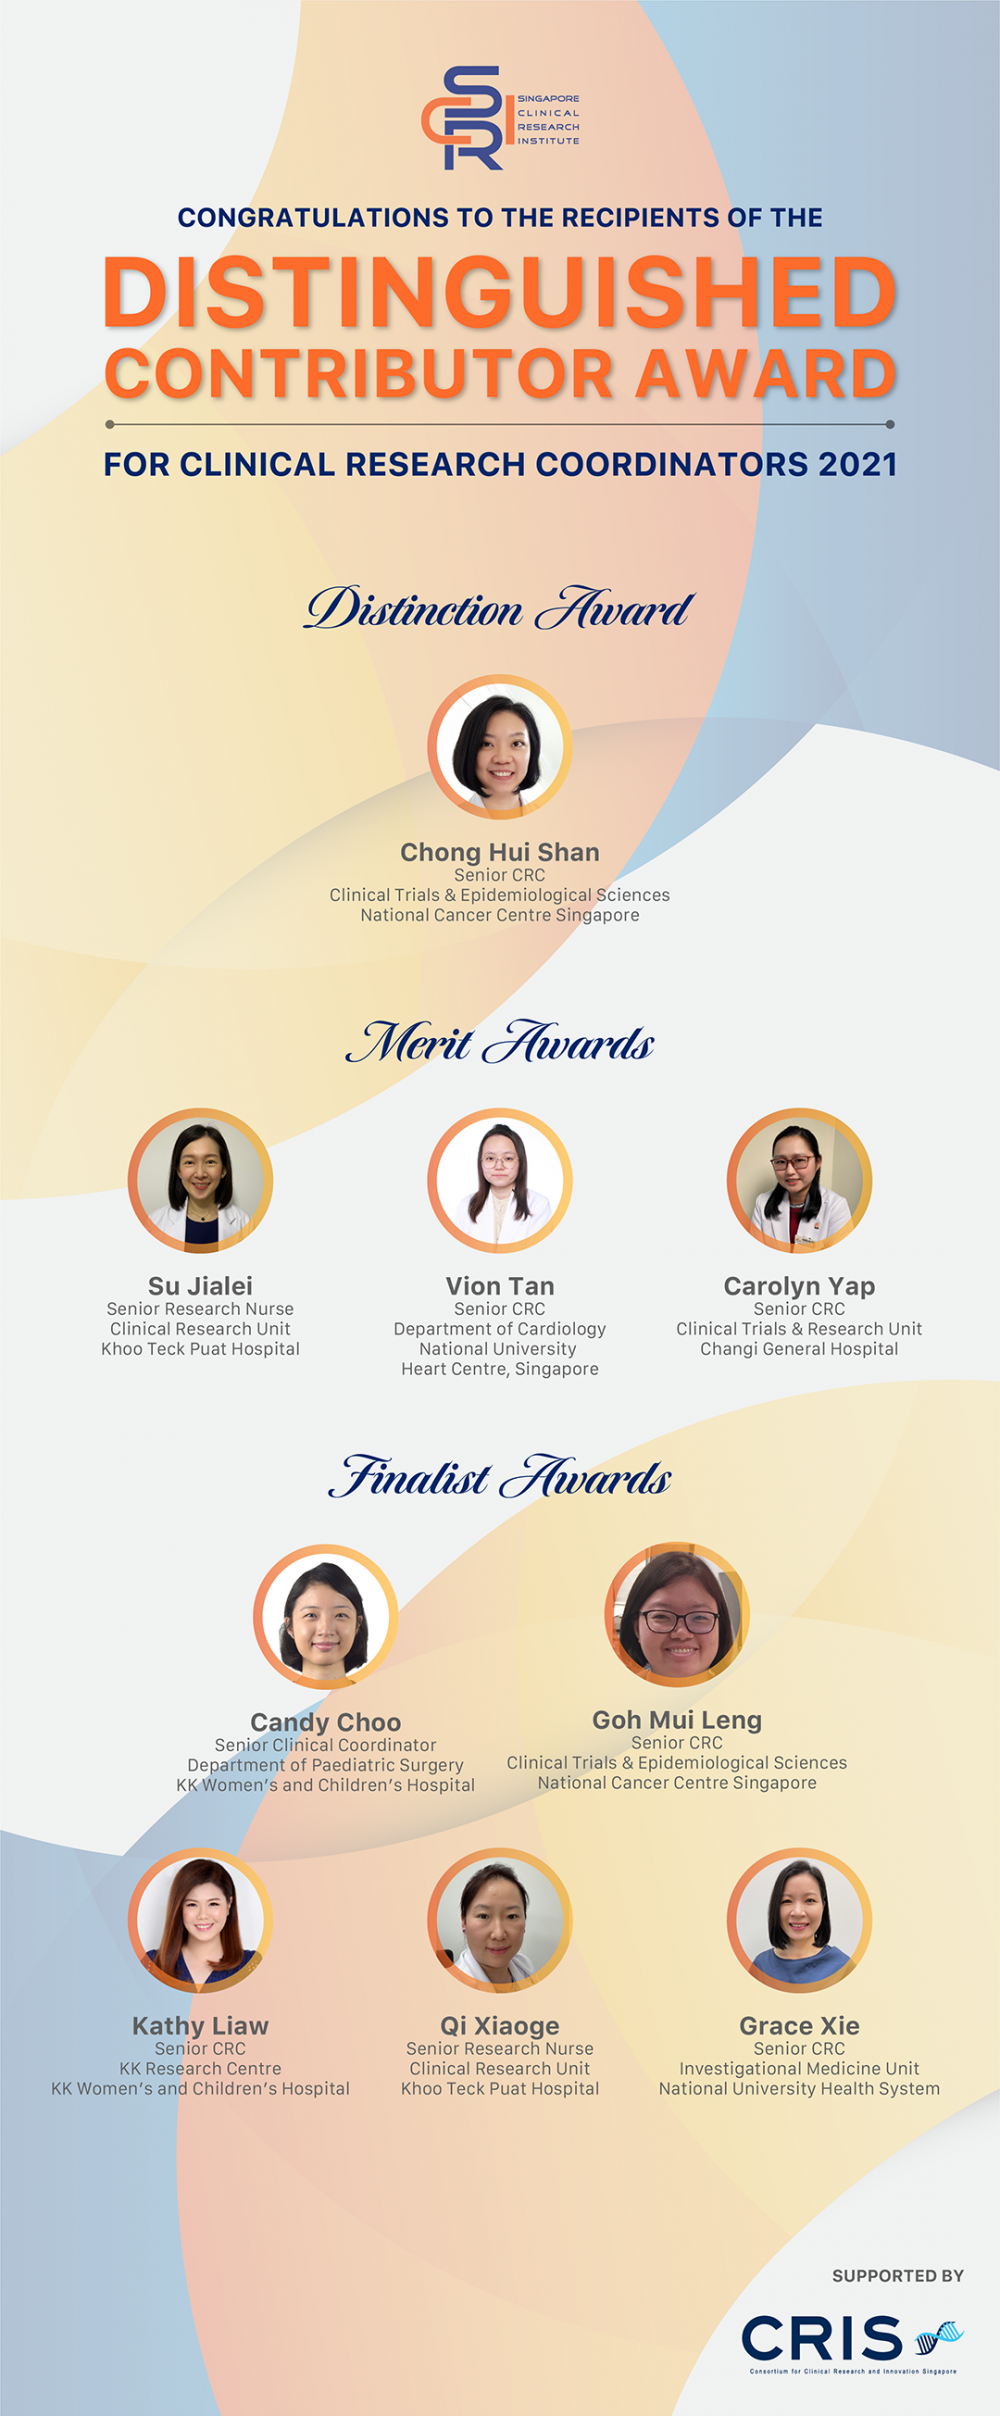 SCRI
SINGAPORE
CLINICAL
RESEARCH
INSTITUTE
CONGRATULATIONS TO THE RECIPIENTS OF THE
DISTINGUISHED
CONTRIBUTOR AWARD
FOR CLINICAL RESEARCH COORDINATORS 2021
Distinction Award
Chong Hui Shan
Senior CRC
Clinical Trials & Epidemiological Sciences
National Cancer Centre Singapore
Merit Awards
Su Jialei
Senior Research Nurse
Clinical Research Unit
Khoo Teck Puat Hospital
Vion Tan
Senior CRC
Department of Cardiology
National University
Heart Centre, Singapore
Carolyn Yap
Senior CRC
Clinical Trials & Research Unit
Changi General Hospital
Finalist Awards
Candy Choo
Senior Clinical Coordinator
Department of Paediatric Surgery
KK Women's and Children's Hospital
Goh Mui Leng
Senior CRC
Clinical Trials & Epidemiological Sciences
National Cancer Centre Singapore
Kathy Liaw
Senior CRC
KK Research Centre
KK Women's and Children's Hospital
Qi Xiaoge
Senior Research Nurse
Clinical Research Unit
Khoo Teck Puat Hospital
Grace Xie
Senior CRC
Investigational Medicine Unit
National University Health System
SUPPORTED BY
CRIS
Consortium for Clinical Research and Innovation Singapore